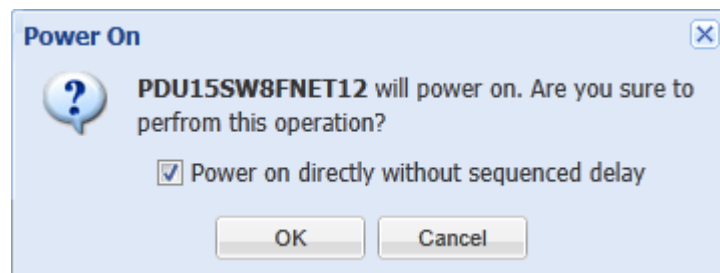 Power On
PDU15SW8FNET12 will power on. Are you sure to
perfrom this operation?
Power on directly without sequenced delay
OK Cancel